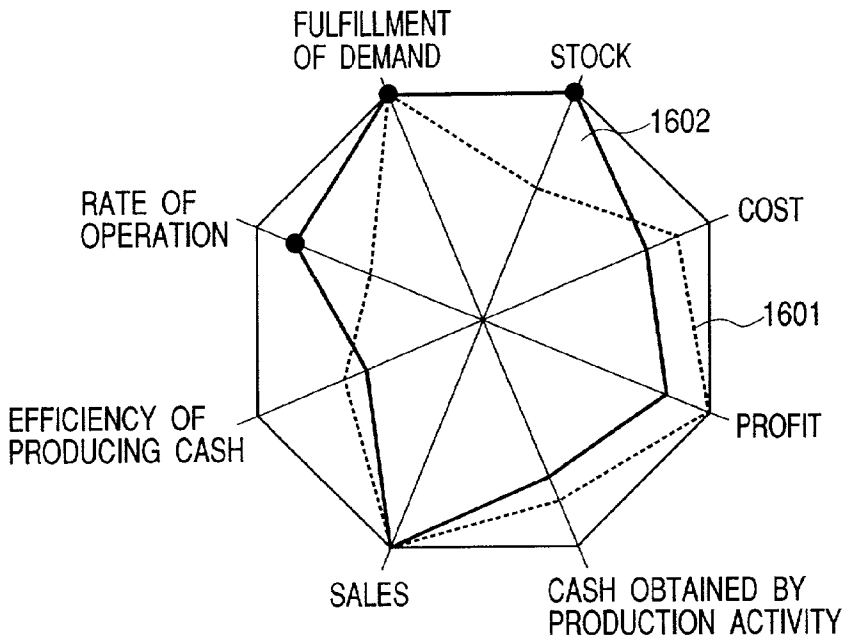 FULFILLMENT
OF DEMAND
STOCK
1602
RATE OF
OPERATION
COST
1601
EFFICIENCY OF
PRODUCING CASH
PROFIT
SALES
CASH OBTAINED BY
PRODUCTION ACTIVITY